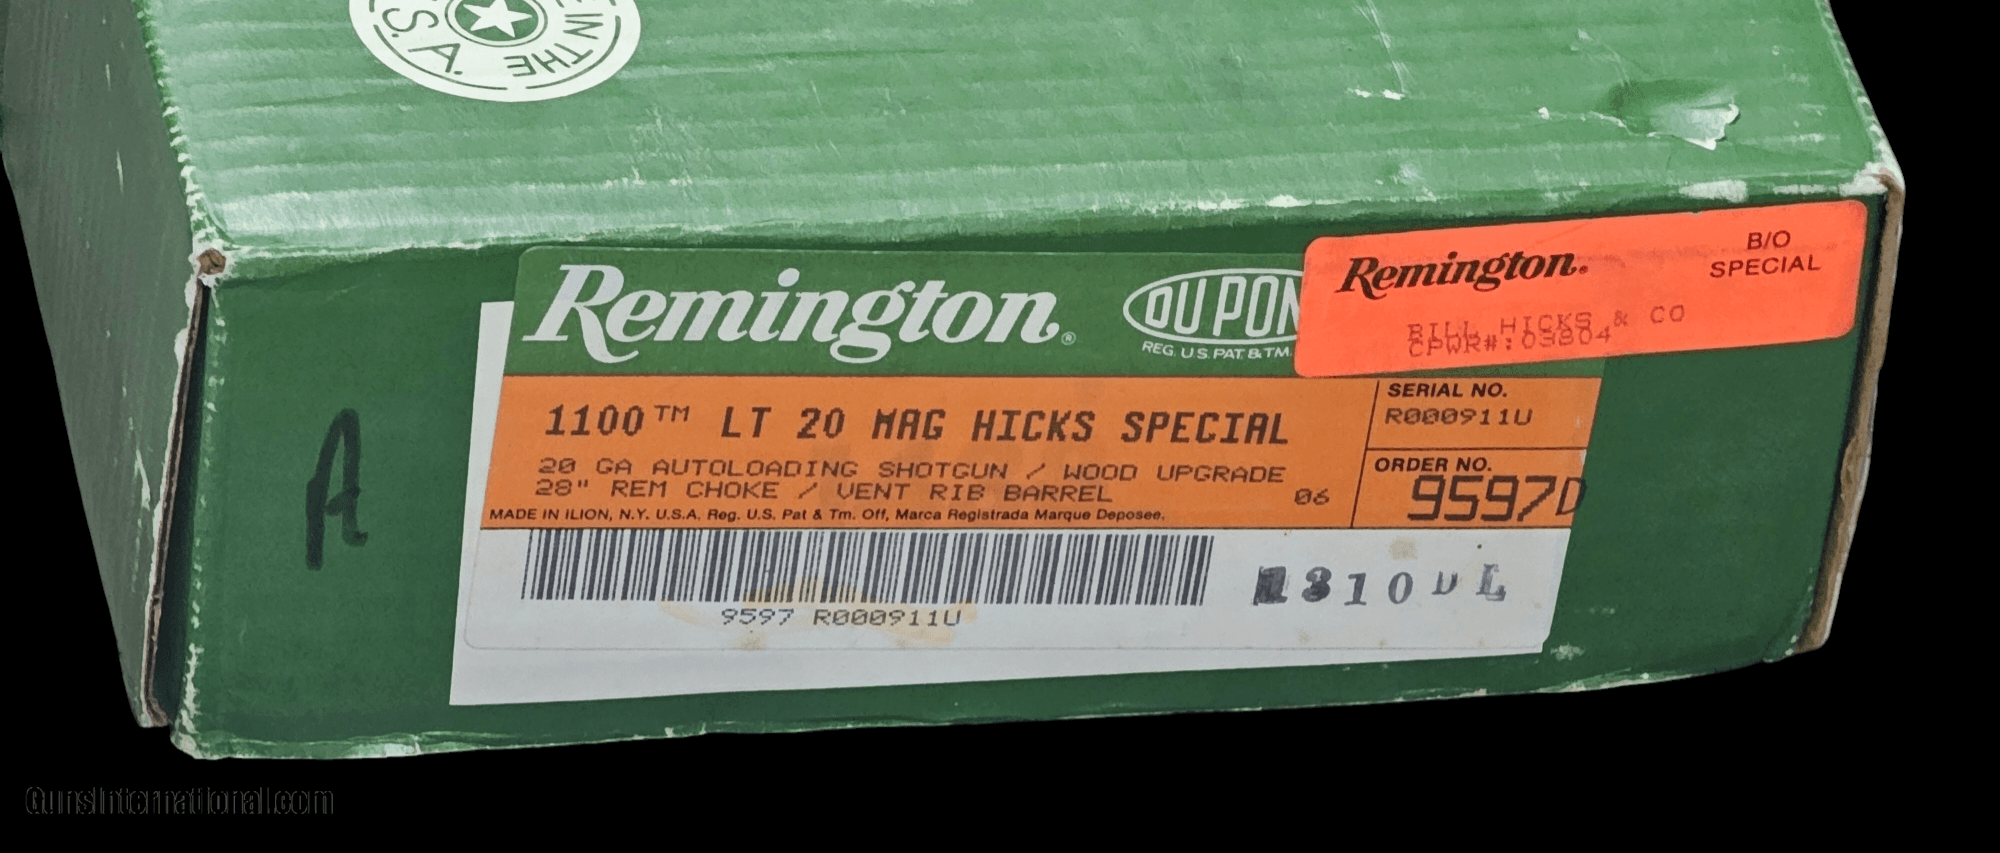 U.S.A.
IN THE
Remington®
DU PON
REG. U.S. PAT. & TM.
Remington®
B/O
SPECIAL
BILL HICKS & CO
CPWR#:03804
1100™ LT 20 MAG HICKS SPECIAL
20 GA AUTOLOADING SHOTGUN / WOOD UPGRADE
28" REM CHOKE / VENT RIB BARREL
06
MADE IN ILION, N.Y. U.S.A. Reg. U.S. Pat & Tm. Off, Marca Registrada Marque Deposee.
SERIAL NO.
R000911U
ORDER NO.
9597D
A
9597 R000911U
1310DL
GunsInternational.com